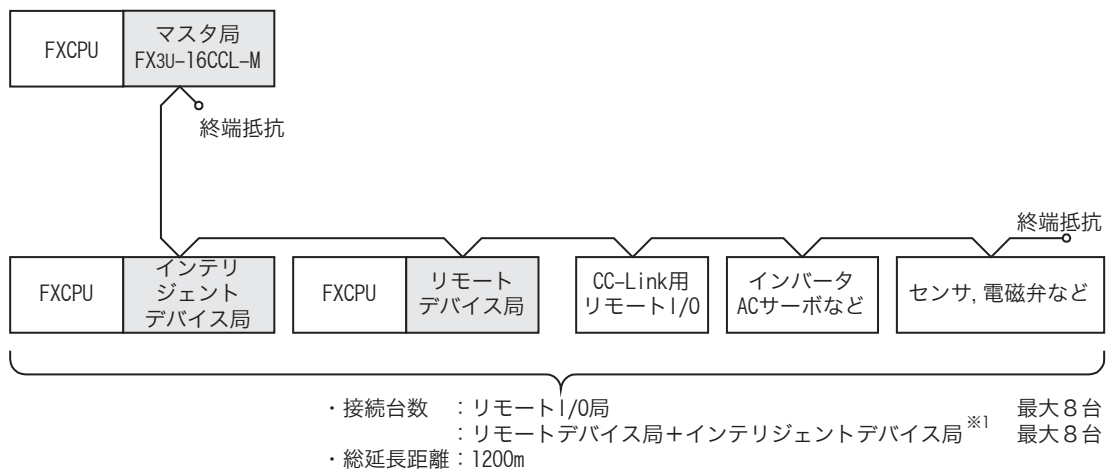 FXCPU
マスタ局
FX3U-16CCL-M
終端抵抗
終端抵抗
FXCPU
インテリ
ジェント
デバイス局
FXCPU
リモート
デバイス局
CC-Link用
リモートI/O
インバータ
ACサーボなど
センサ, 電磁弁など
・接続台数 ：リモートI/O局 最大８台
：リモートデバイス局＋インテリジェントデバイス局※1 最大８台
・総延長距離：1200m